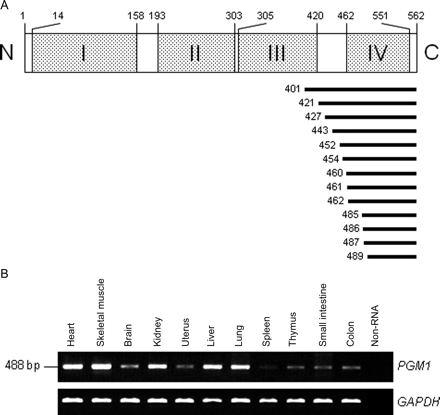 A
1 14 158 193 303 305 420 462 551 562
N I II III IV C
401
421
427
443
452
454
460
461
462
485
486
487
489
B
Heart Skeletal muscle Brain Kidney Uterus Liver Lung Spleen Thymus Small intestine Colon Non-RNA
488 bp PGM1
GAPDH